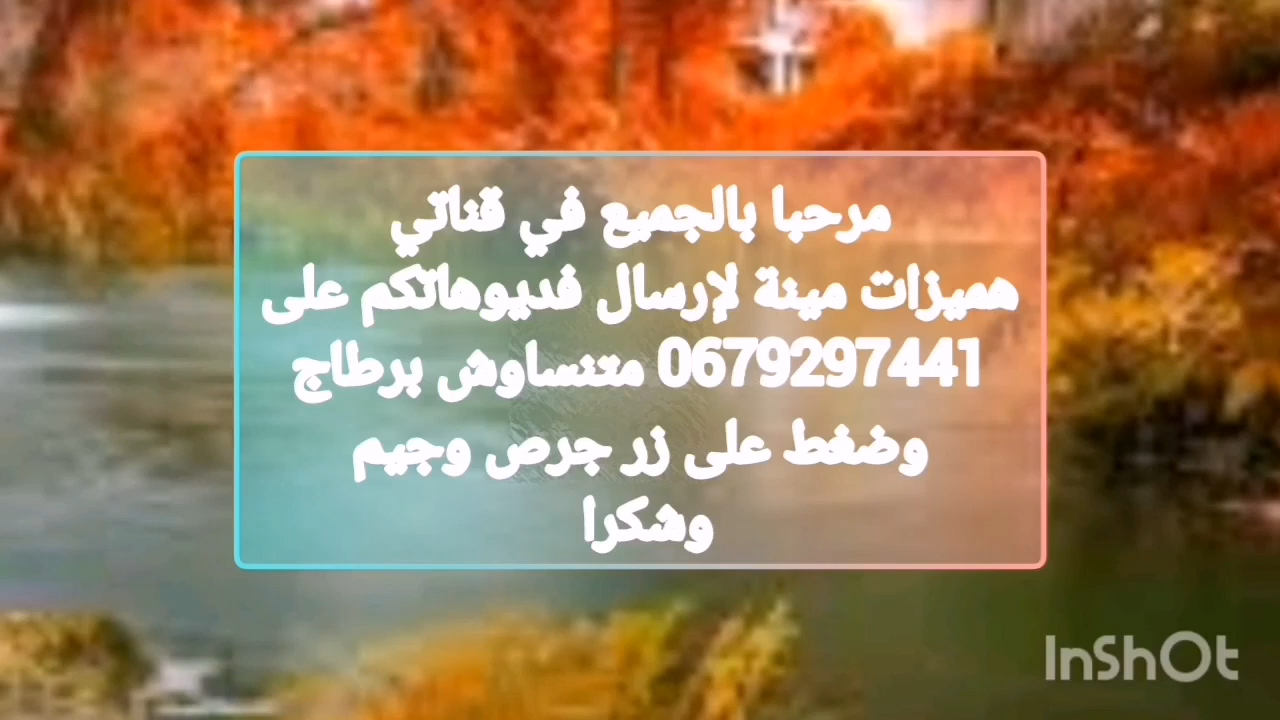 مرحبا بالجميع في قناتي
هميزات مينة لإرسال فديوهاتكم على
0679297441 متنساوش برطاج
وضغط على زر جرص وجيم
وشكرا
InShOt